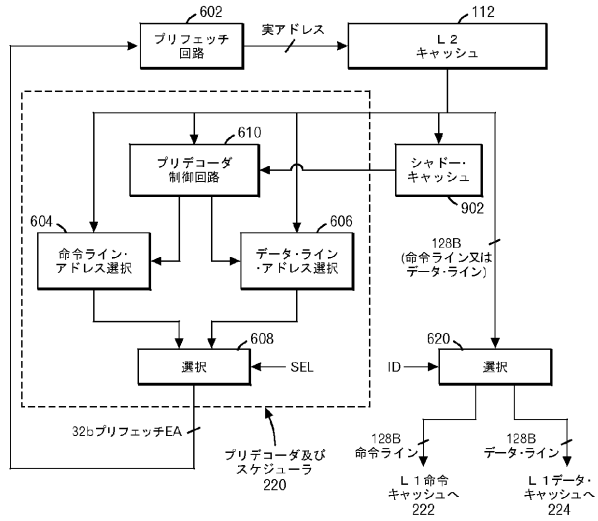 602
プリフェッチ
回路
実アドレス
112
L2
キャッシュ
610
プリデコーダ
制御回路
シャドー・
キャッシュ
902
604
命令ライン・
アドレス選択
606
データ・ライン
・アドレス選択
128B
(命令ライン又は
データ・ライン)
608
選択
SEL
ID
620
選択
32bプリフェッチEA
プリデコーダ及び
スケジューラ
220
128B
命令ライン
128B
データ・ライン
L1命令
キャッシュへ
222
L1データ・
キャッシュへ
224